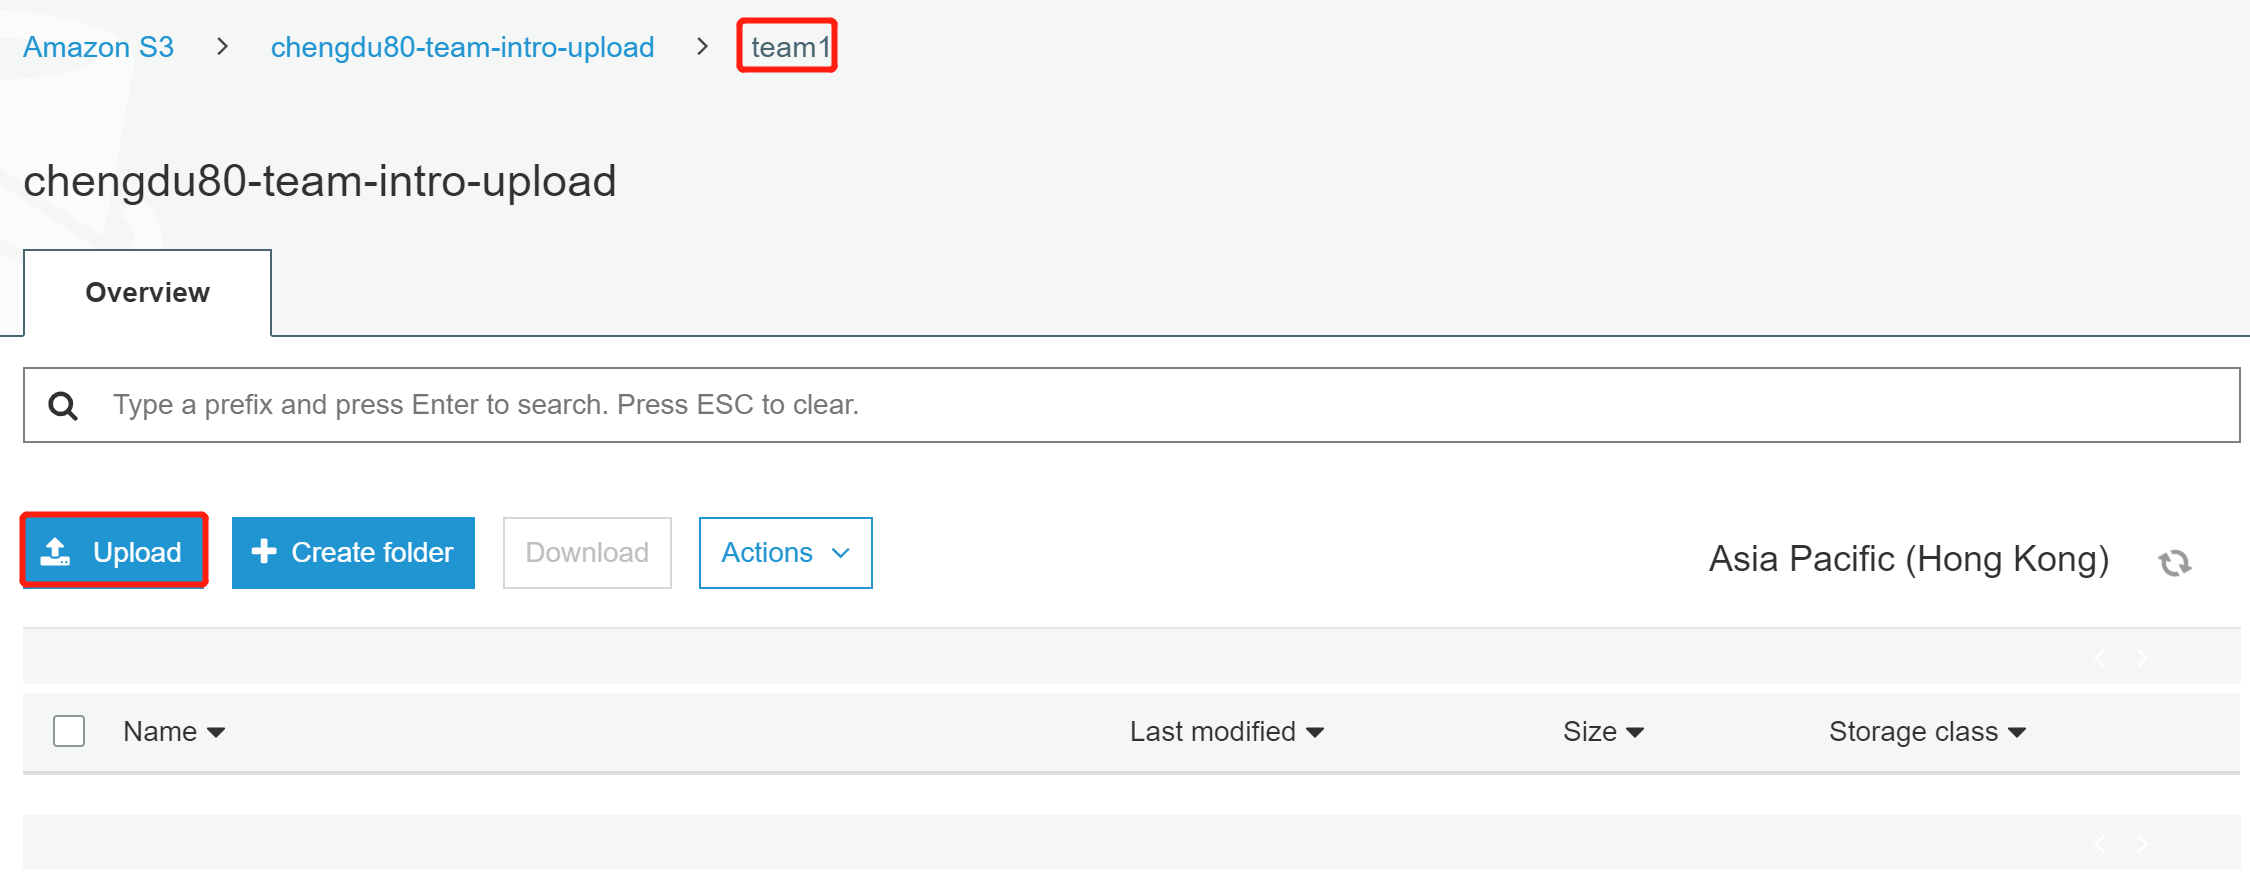 Amazon S3 > chengdu80-team-intro-upload > team1
chengdu80-team-intro-upload
Overview
Type a prefix and press Enter to search. Press ESC to clear.
Upload Create folder Download Actions Asia Pacific (Hong Kong)
Name Last modified Size Storage class